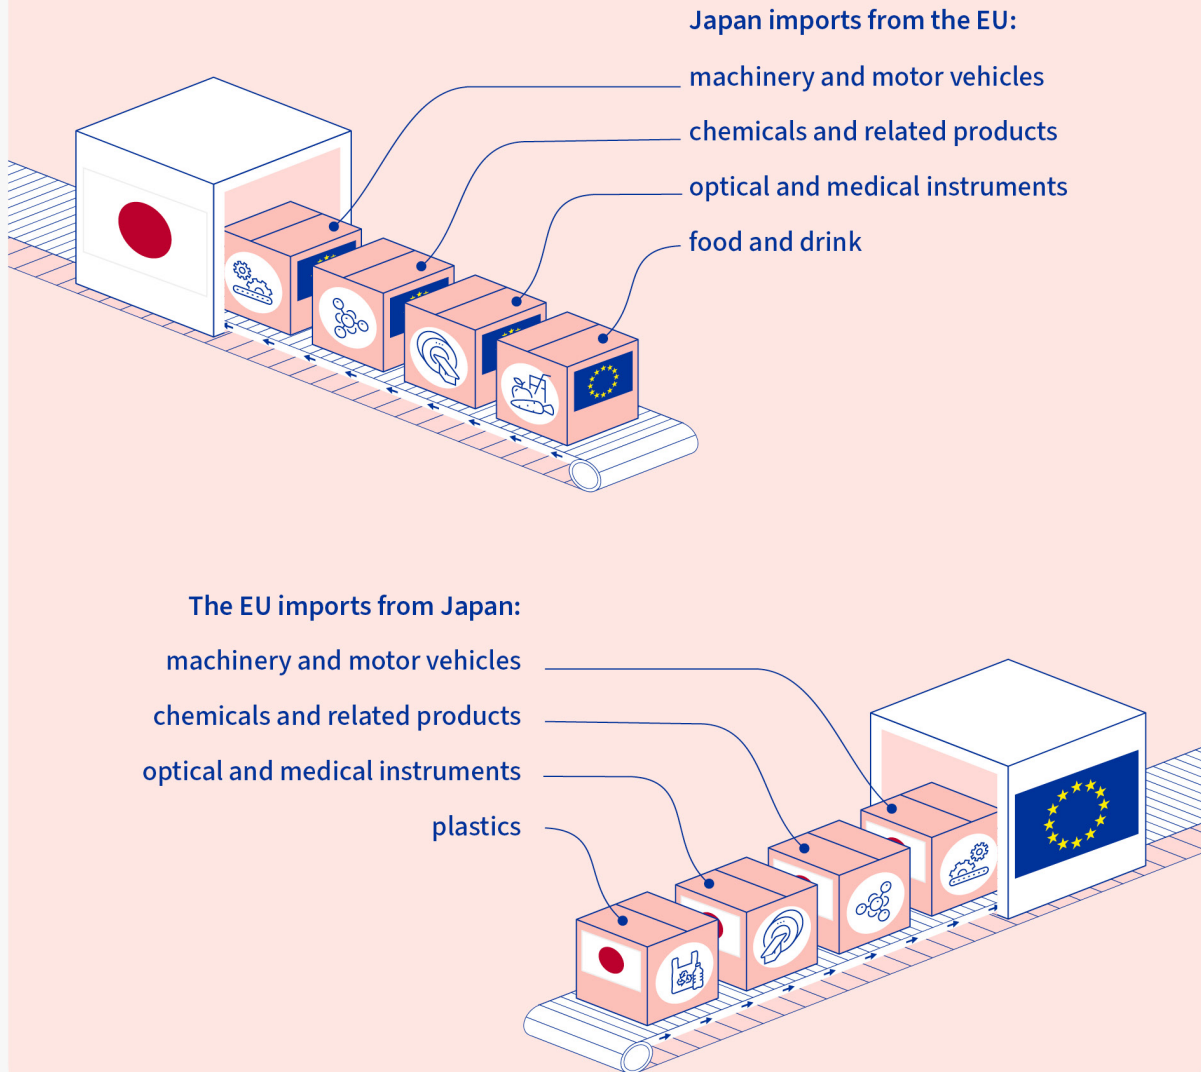 Japan imports from the EU:
machinery and motor vehicles
chemicals and related products
optical and medical instruments
food and drink
The EU imports from Japan:
machinery and motor vehicles
chemicals and related products
optical and medical instruments
plastics